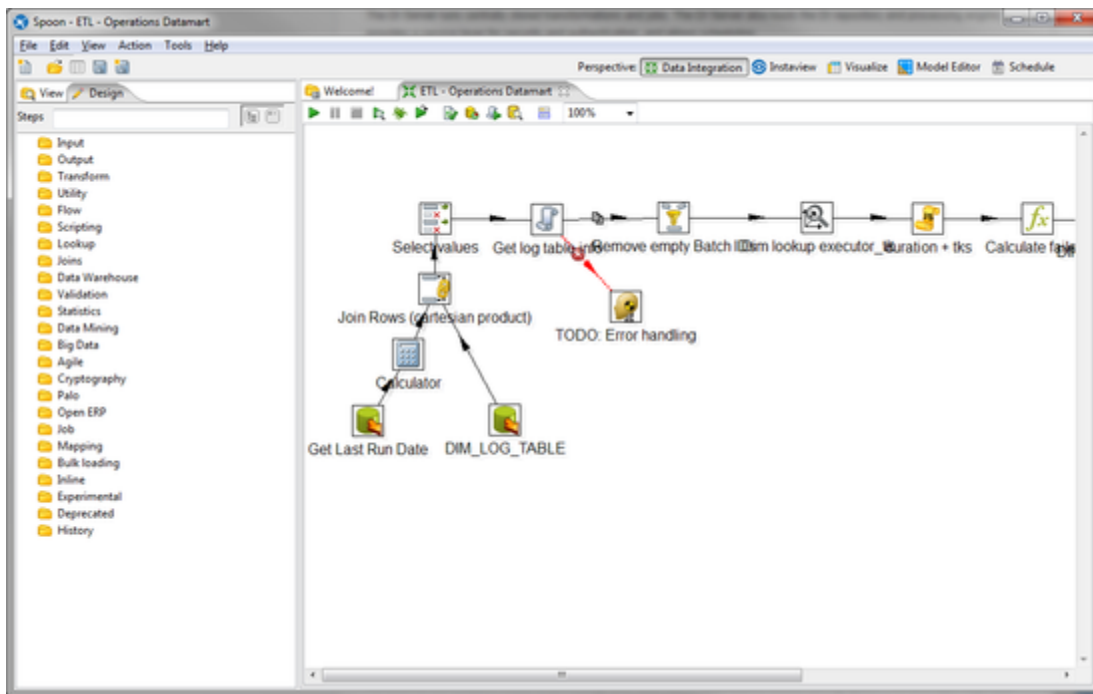 Spoon - ETL - Operations Datamart
File Edit View Action Tools Help
Perspective: Data Integration Instaview Visualize Model Editor Schedule
View Design
Welcome! ETL - Operations Datamart
Steps
100%
Input
Output
Transform
Utility
Flow
Scripting
Lookup
Joins
Data Warehouse
Validation
Statistics
Data Mining
Big Data
Agile
Cryptography
Palo
Open ERP
Job
Mapping
Bulk loading
Inline
Experimental
Deprecated
History
Select values
Get log table info
Remove empty Batch IDs
lookup executor_tk
duration + tks
Calculate
Join Rows (cartesian product)
TODO: Error handling
Calculator
Get Last Run Date
DIM_LOG_TABLE